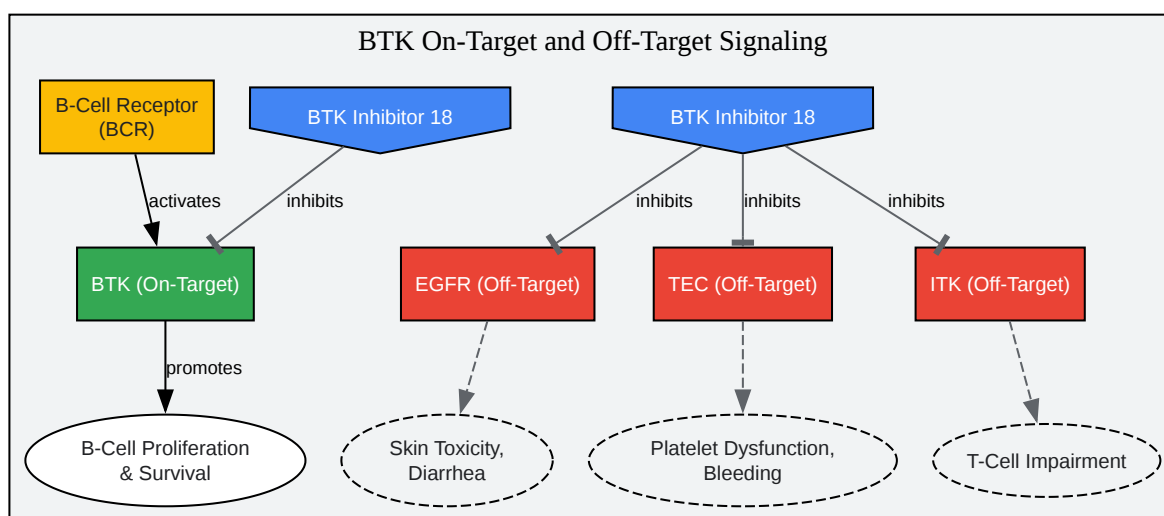 BTK On-Target and Off-Target Signaling
B-Cell Receptor
(BCR)
BTK Inhibitor 18
BTK Inhibitor 18
activates
inhibits
inhibits
inhibits
inhibits
BTK (On-Target)
EGFR (Off-Target)
TEC (Off-Target)
ITK (Off-Target)
promotes
B-Cell Proliferation
& Survival
Skin Toxicity,
Diarrhea
Platelet Dysfunction,
Bleeding
T-Cell Impairment